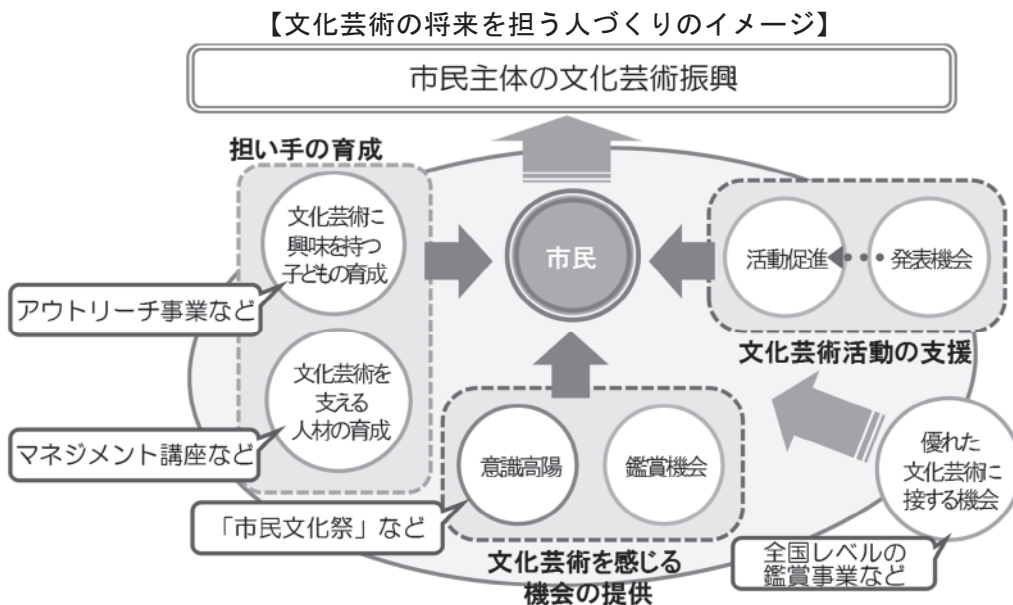 【文化芸術の将来を担う人づくりのイメージ】
市民主体の文化芸術振興
担い手の育成
文化芸術に
興味を持つ
子どもの育成
アウトリーチ事業など
文化芸術を
支える
人材の育成
マネジメント講座など
市民
活動促進
発表機会
文化芸術活動の支援
意識高陽
鑑賞機会
「市民文化祭」など
文化芸術を感じる
機会の提供
優れた
文化芸術に
接する機会
全国レベルの
鑑賞事業など